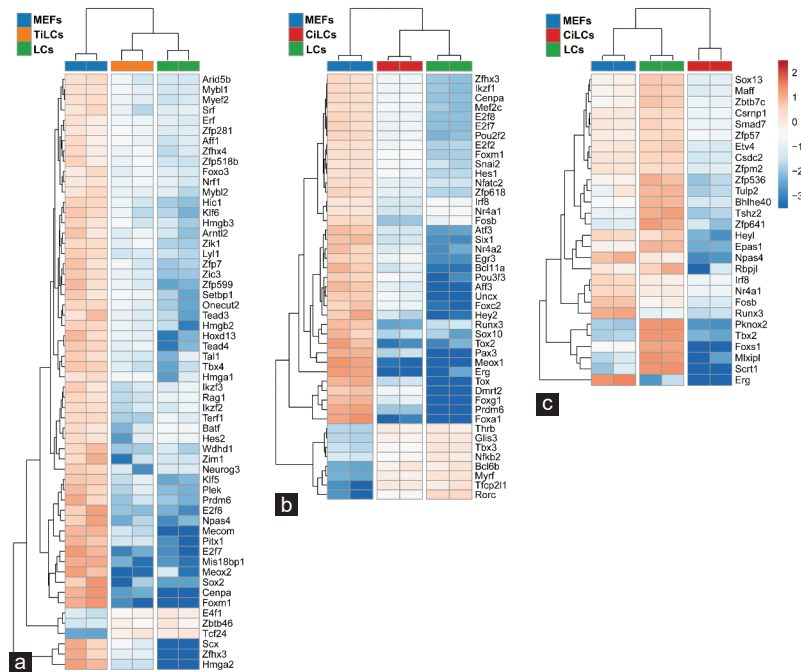 MEFs
TiLCs
LCs
Arid5b
Mybl1
Myef2
Srf
Erf
Zfp281
Aff1
Zfhx4
Zfp518b
Foxo3
Nrf1
Mybl2
Hic1
Klf6
Hmgb3
Arntl2
Zik1
Lyl1
Zfp7
Zic3
Zfp599
Setbp1
Onecut2
Tead3
Hmgb2
Hoxd13
Tead4
Tal1
Tbx4
Hmga1
Ikzf3
Rag1
Ikzf2
Terf1
Batf
Hes2
Wdhd1
Zim1
Neurog3
Klf5
Plek
Prdm6
E2f8
Npas4
Mecom
Pitx1
E2f7
Mis18bp1
Meox2
Sox2
Cenpa
Foxm1
E4f1
Zbtb46
Tcf24
Scx
Zfhx3
Hmga2
a
MEFs
CiLCs
LCs
Zfhx3
Ikzf1
Cenpa
Mef2c
E2f8
E2f7
Pou2f2
E2f2
Foxm1
Snai2
Hes1
Nfatc2
Zfp618
Irf8
Nr4a1
Fosb
Atf3
Six1
Nr4a2
Egr3
Bcl11a
Pou3f3
Aff3
Uncx
Foxc2
Hey2
Runx3
Sox10
Tox2
Pax3
Meox1
Erg
Tox
Dmrt2
Foxg1
Prdm6
Foxa1
Thrb
Glis3
Tbx3
Nfkb2
Bcl6b
Myrf
Tfcp2l1
Rorc
b
MEFs
CiLCs
LCs
Sox13
Maff
Zbtb7c
Csrnp1
Smad7
Zfp57
Etv4
Csdc2
Zfpm2
Zfp536
Tulp2
Bhlhe40
Tshz2
Zfp641
Heyl
Epas1
Npas4
Rbpjl
Irf8
Nr4a1
Fosb
Runx3
Pknox2
Tbx2
Foxs1
Mlxipl
Scrt1
Erg
c
2
1
0
−1
−2
−3